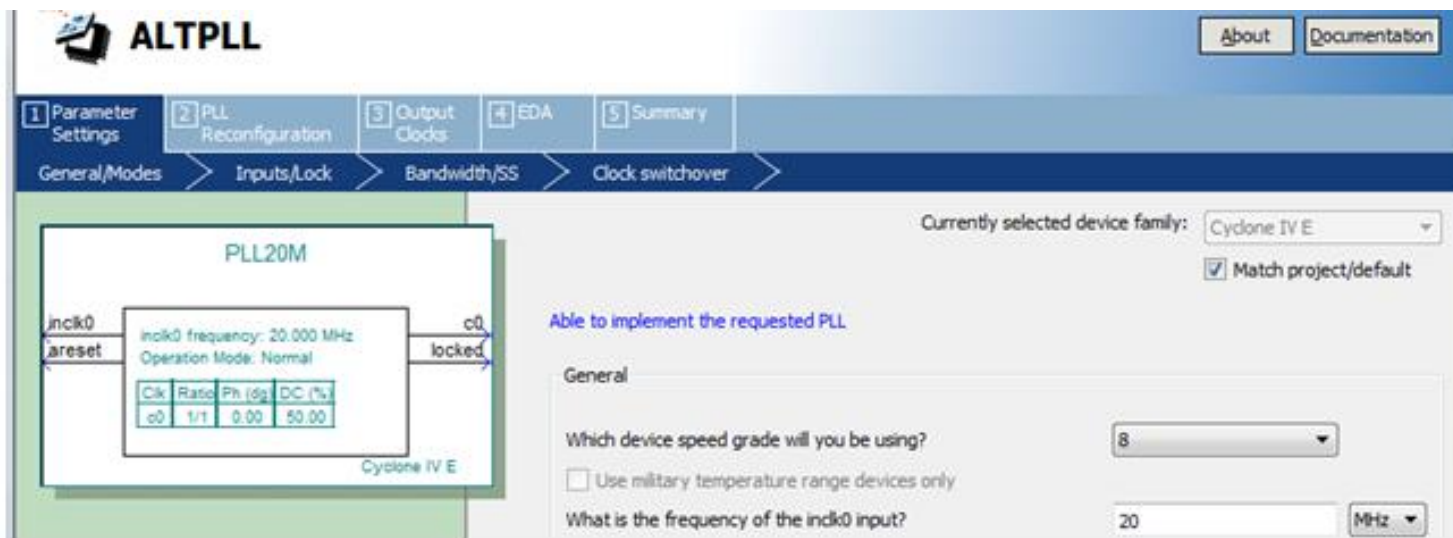 ALTPLL
About Documentation
1 Parameter Settings 2 PLL Reconfiguration 3 Output Clocks 4 EDA 5 Summary
General/Modes Inputs/Lock Bandwidth/SS Clock switchover
Currently selected device family: Cyclone IV E
Match project/default
PLL20M
inclk0 c0
areset locked
inclk0 frequency: 20.000 MHz
Operation Mode: Normal
Clk Ratio Ph (dg) DC (%)
c0 1/1 0.00 50.00
Cyclone IV E
Able to implement the requested PLL
General
Which device speed grade will you be using? 8
Use military temperature range devices only
What is the frequency of the inclk0 input? 20 MHz